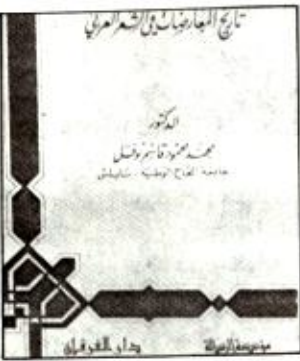 تاريخ المعارضات في الشعر العربي
الدكتور
محمد محمود قاسم نوفل
جامعة النجاح الوطنية - نابلس
مؤسسة الرسالة
دار الفرقان